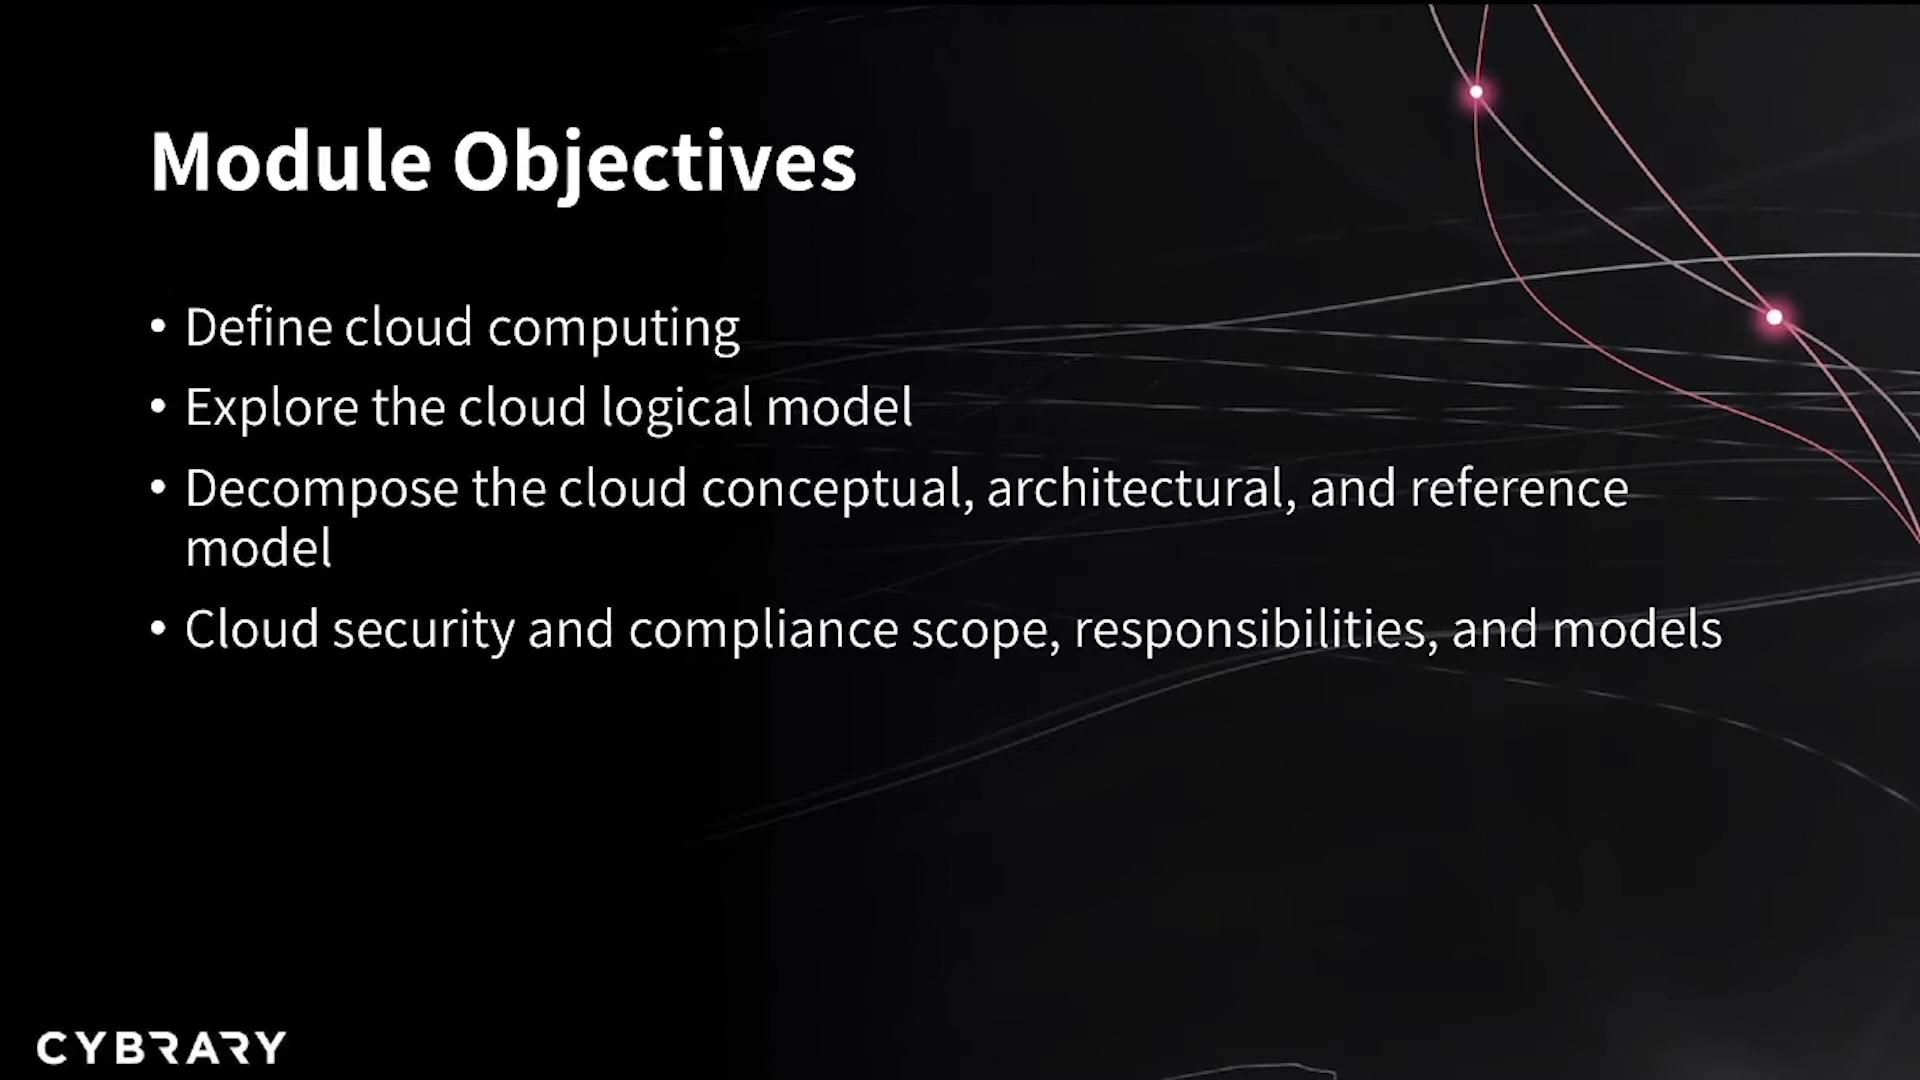 Module Objectives
• Define cloud computing
• Explore the cloud logical model
• Decompose the cloud conceptual, architectural, and reference
model
• Cloud security and compliance scope, responsibilities, and models
CYBRARY